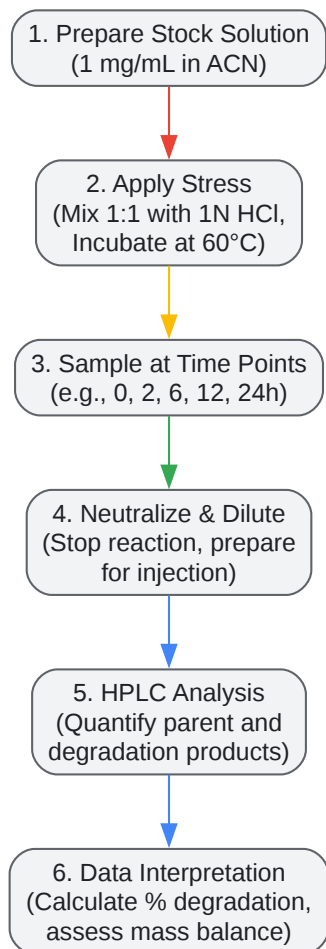 1. Prepare Stock Solution
(1 mg/mL in ACN)
2. Apply Stress
(Mix 1:1 with 1N HCl,
Incubate at 60°C)
3. Sample at Time Points
(e.g., 0, 2, 6, 12, 24h)
4. Neutralize & Dilute
(Stop reaction, prepare
for injection)
5. HPLC Analysis
(Quantify parent and
degradation products)
6. Data Interpretation
(Calculate % degradation,
assess mass balance)